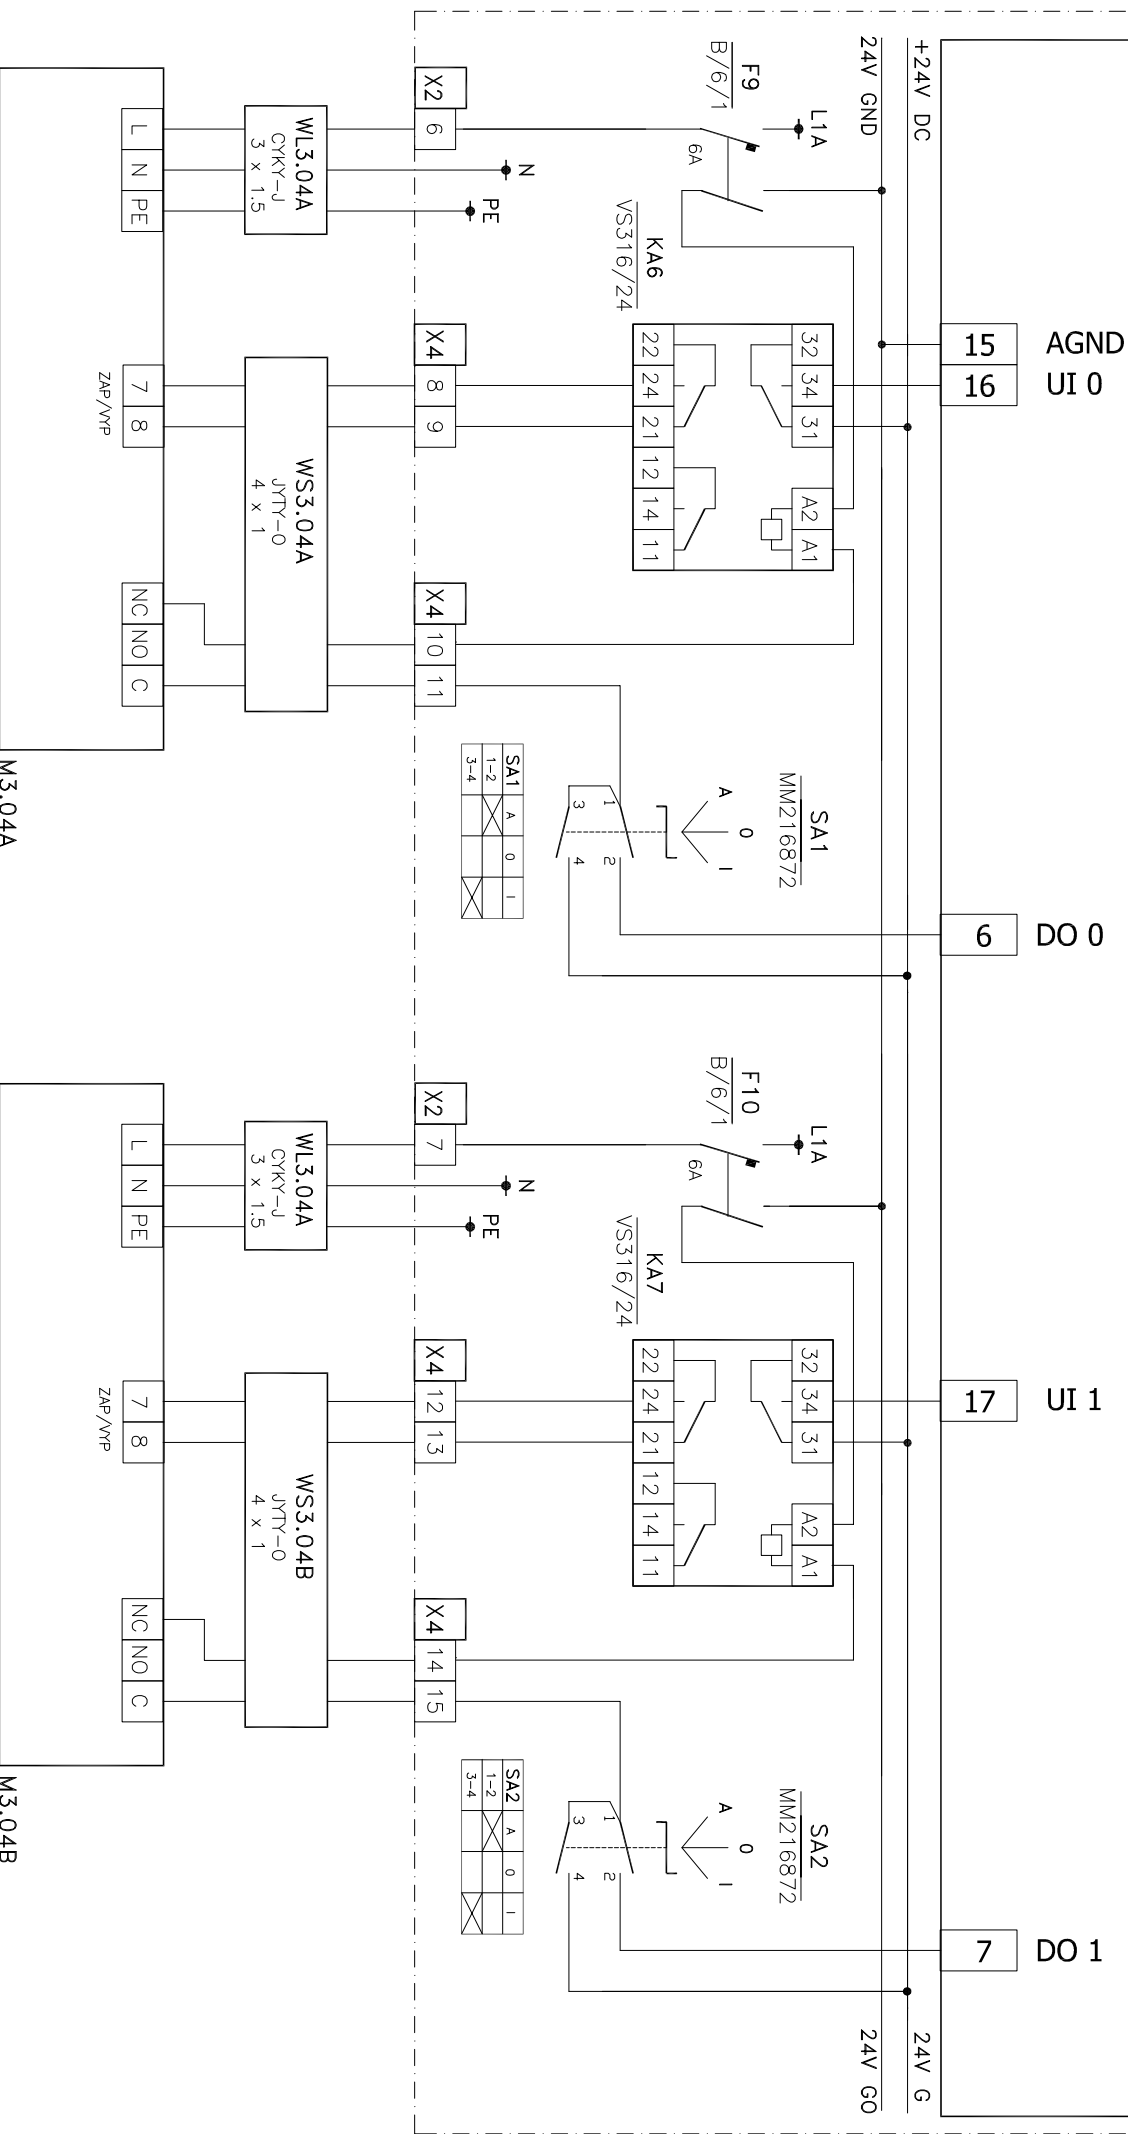 +24V DC
24V GND
L1A
F9
B/6/1
6A
N
PE
X2
6
WL3.04A
CYKY-J
3 x 1.5
L
N
PE
15
AGND
16
UI 0
KA6
VS316/24
32
34
31
A2
A1
22
24
21
12
14
11
X4
8
9
WS3.04A
JYTY-O
4 x 1
7
8
ZAP/VYP
X4
10
11
NC
NO
C
M3.04A
SA1
MM216872
A
0
I
1
2
3
4
SA1 A 0 I
1-2
3-4
6
DO 0
L1A
F10
B/6/1
6A
N
PE
X2
7
WL3.04A
CYKY-J
3 x 1.5
L
N
PE
17
UI 1
KA7
VS316/24
32
34
31
A2
A1
22
24
21
12
14
11
X4
12
13
WS3.04B
JYTY-O
4 x 1
7
8
ZAP/VYP
X4
14
15
NC
NO
C
M3.04B
SA2
MM216872
A
0
I
1
2
3
4
SA2 A 0 I
1-2
3-4
7
DO 1
24V G
24V GO